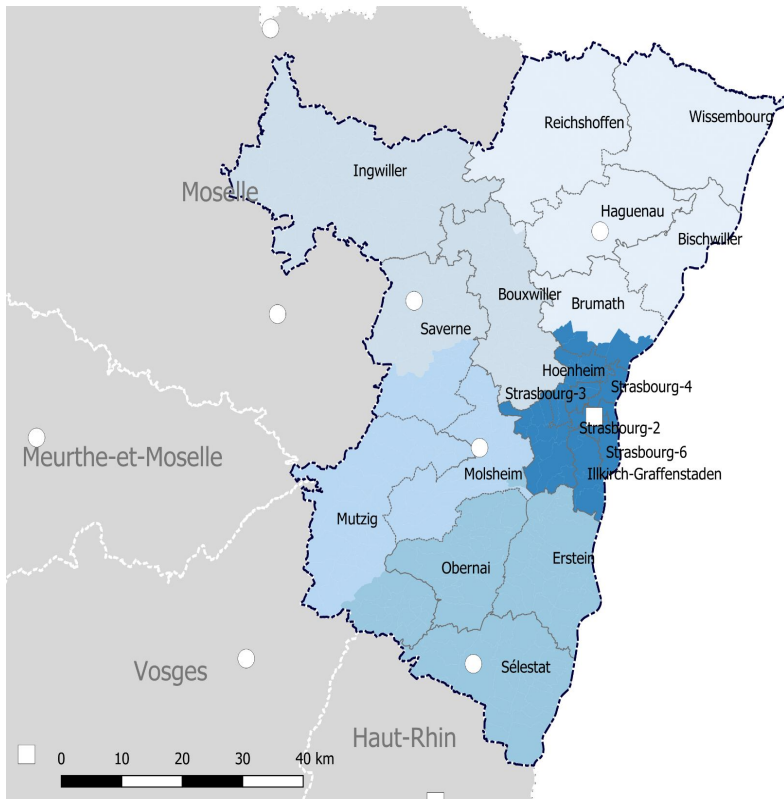 Wissembourg
Reichshoffen
Ingwiller
Moselle
Haguenau
Bischwiller
Bouxwiller
Brumath
Saverne
Hoenheim
Strasbourg-4
Strasbourg-3
Strasbourg-2
Strasbourg-6
Meurthe-et-Moselle
Molsheim
Illkirch-Graffenstaden
Mutzig
Erstein
Obernai
Vosges
Sélestat
Haut-Rhin
0 10 20 30 40 km